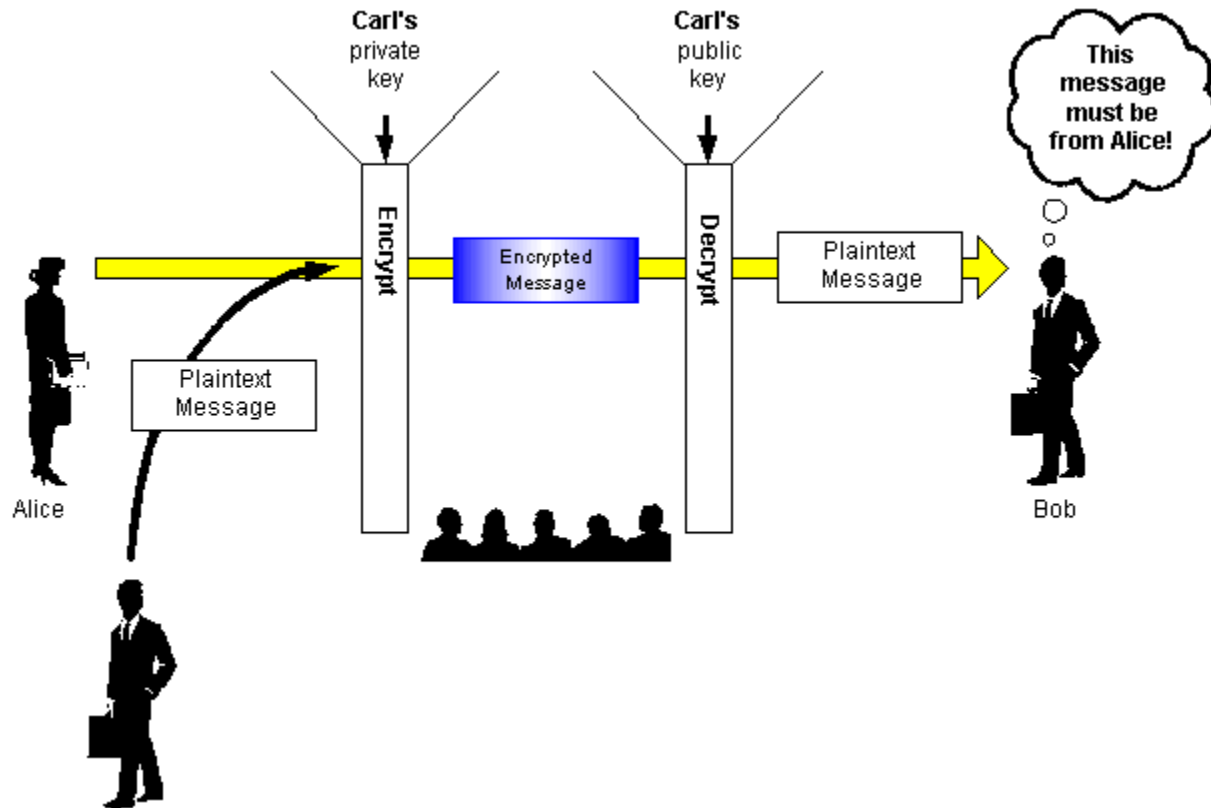 Carl's
private
key
Carl's
public
key
This
message
must be
from Alice!
Encrypt
Encrypted
Message
Decrypt
Plaintext
Message
Plaintext
Message
Alice
Bob